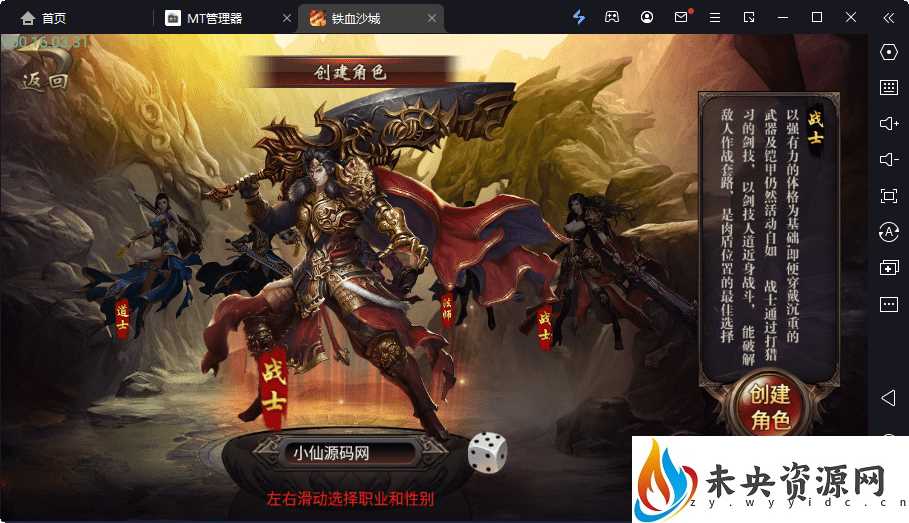 首页
MT管理器
铁血沙城
00:16:03.31
返回
创建角色
战士
以强有力的体格为基础,即便穿戴沉重的
武器及铠甲仍然活动自如 战士通过打猎
习的剑技, 以剑技人道近身战斗, 能破解
敌人作战套路, 是肉盾位置的最佳选择
道士
法师
战士
战士
创建
角色
小仙源码网
左右滑动选择职业和性别
未央资源网
zy.wyyidc.cn